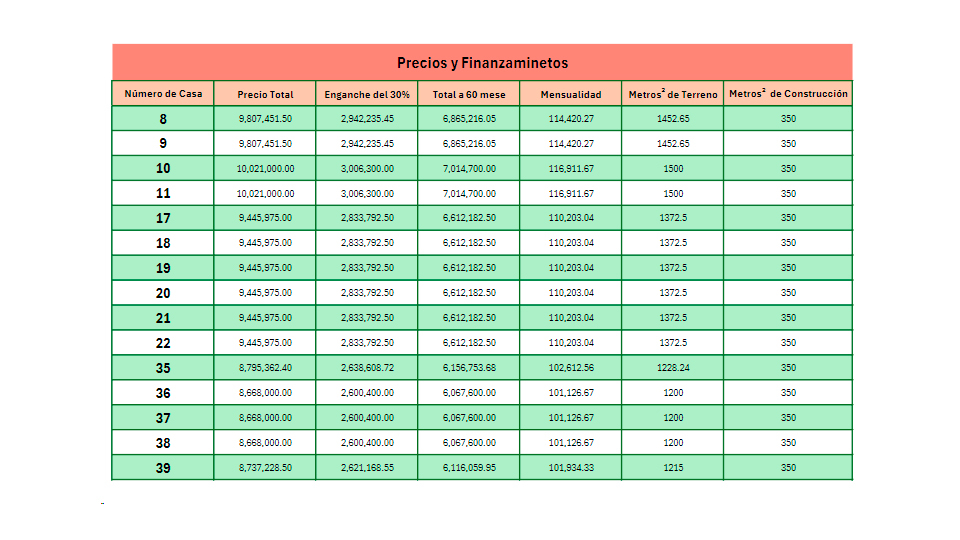 Precios y Finanzaminetos
Número de Casa Precio Total Enganche del 30% Total a 60 mese Mensualidad Metros² de Terreno Metros² de Construcción
8 9,807,451.50 2,942,235.45 6,865,216.05 114,420.27 1452.65 350
9 9,807,451.50 2,942,235.45 6,865,216.05 114,420.27 1452.65 350
10 10,021,000.00 3,006,300.00 7,014,700.00 116,911.67 1500 350
11 10,021,000.00 3,006,300.00 7,014,700.00 116,911.67 1500 350
17 9,445,975.00 2,833,792.50 6,612,182.50 110,203.04 1372.5 350
18 9,445,975.00 2,833,792.50 6,612,182.50 110,203.04 1372.5 350
19 9,445,975.00 2,833,792.50 6,612,182.50 110,203.04 1372.5 350
20 9,445,975.00 2,833,792.50 6,612,182.50 110,203.04 1372.5 350
21 9,445,975.00 2,833,792.50 6,612,182.50 110,203.04 1372.5 350
22 9,445,975.00 2,833,792.50 6,612,182.50 110,203.04 1372.5 350
35 8,795,362.40 2,638,608.72 6,156,753.68 102,612.56 1228.24 350
36 8,668,000.00 2,600,400.00 6,067,600.00 101,126.67 1200 350
37 8,668,000.00 2,600,400.00 6,067,600.00 101,126.67 1200 350
38 8,668,000.00 2,600,400.00 6,067,600.00 101,126.67 1200 350
39 8,737,228.50 2,621,168.55 6,116,059.95 101,934.33 1215 350